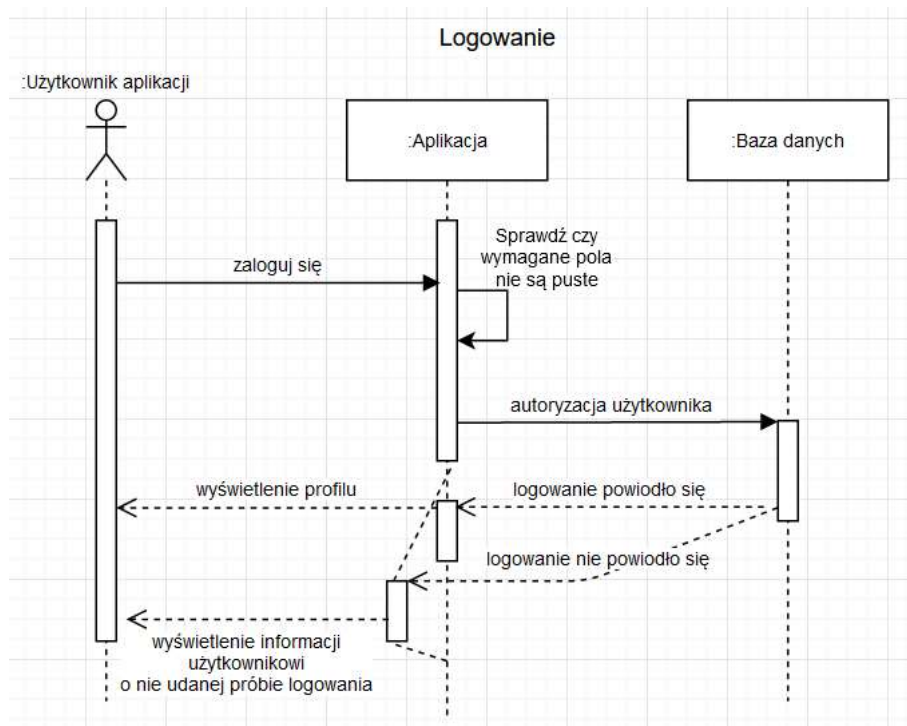 Logowanie
:Użytkownik aplikacji
:Aplikacja
:Baza danych
Sprawdź czy
wymagane pola
nie są puste
zaloguj się
autoryzacja użytkownika
wyświetlenie profilu
logowanie powiodło się
logowanie nie powiodło się
wyświetlenie informacji
użytkownikowi
o nie udanej próbie logowania